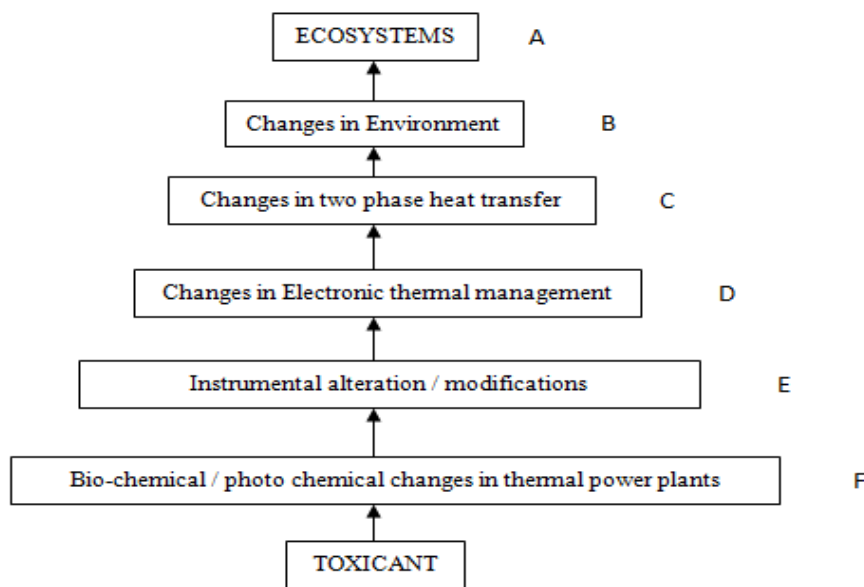 ECOSYSTEMS A
Changes in Environment B
Changes in two phase heat transfer C
Changes in Electronic thermal management D
Instrumental alteration / modifications E
Bio-chemical / photo chemical changes in thermal power plants F
TOXICANT